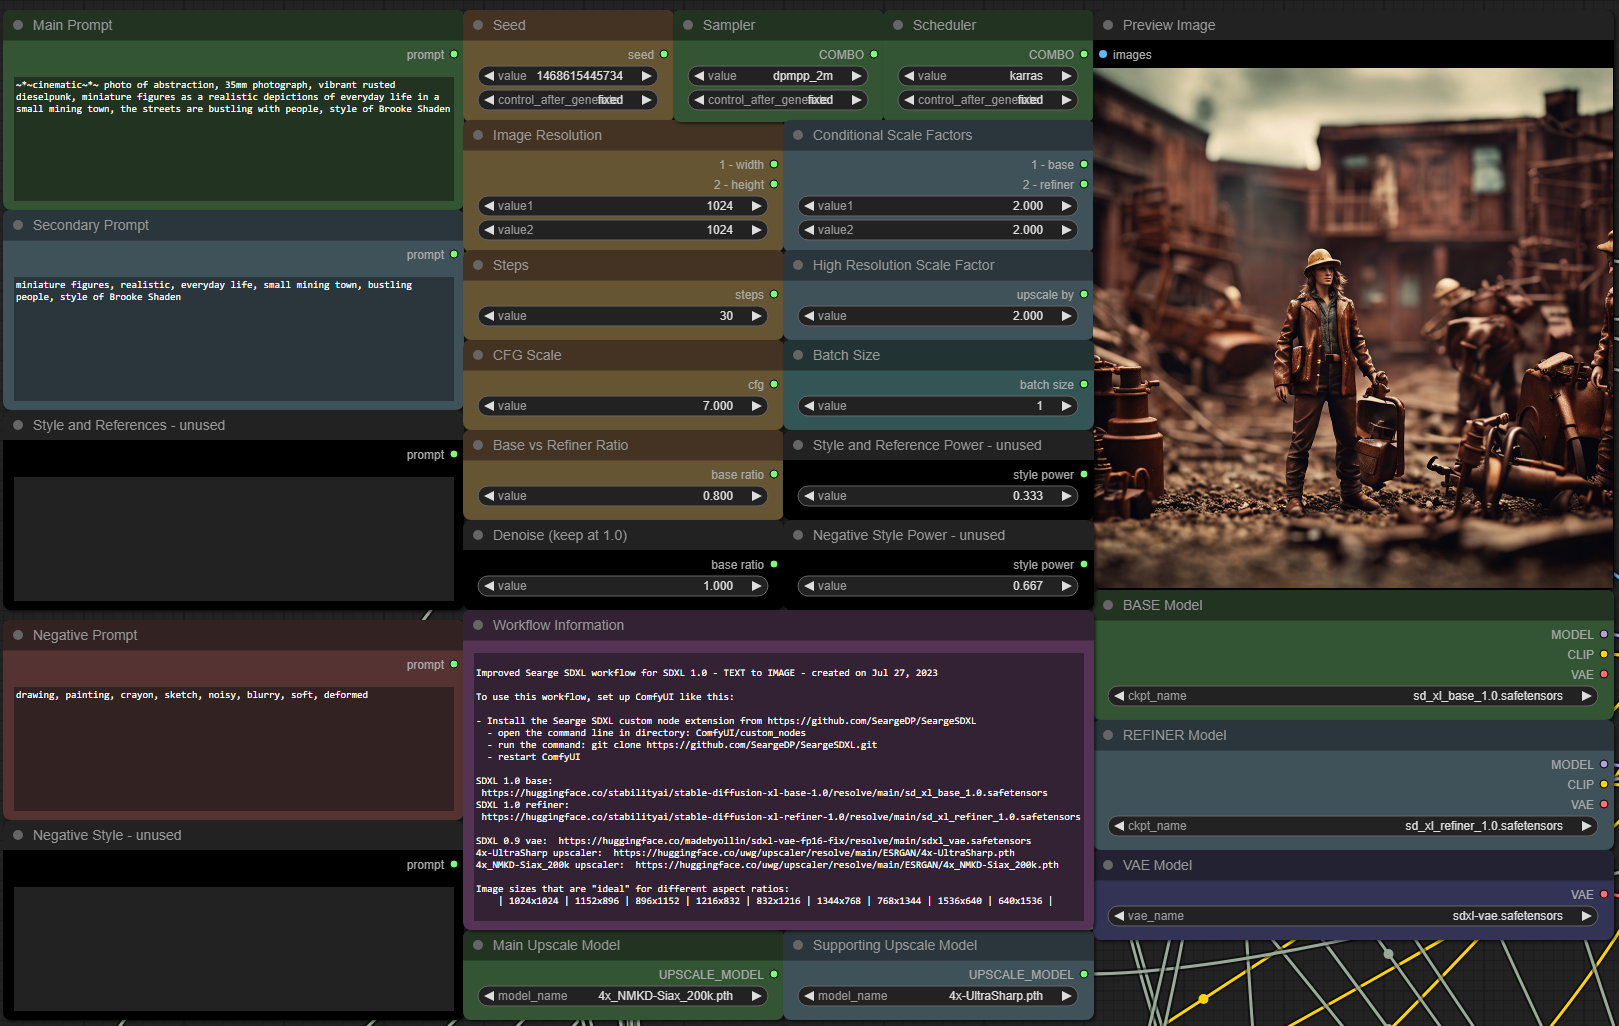 Main Prompt
prompt
~*~cinematic~*~ photo of abstraction, 35mm photograph, vibrant rusted
dieselpunk, miniature figures as a realistic depictions of everyday life in a
small mining town, the streets are bustling with people, style of Brooke Shaden
Secondary Prompt
prompt
miniature figures, realistic, everyday life, small mining town, bustling
people, style of Brooke Shaden
Style and References - unused
prompt
Negative Prompt
prompt
drawing, painting, crayon, sketch, noisy, blurry, soft, deformed
Negative Style - unused
prompt
Seed
seed
value 1468615445734
fixed
Sampler
COMBO
value dpmpp_2m
fixed
Scheduler
COMBO
value karras
fixed
Image Resolution
1 - width
2 - height
value1 1024
value2 1024
Conditional Scale Factors
1 - base
2 - refiner
value1 2.000
value2 2.000
Steps
steps
value 30
High Resolution Scale Factor
upscale by
value 2.000
CFG Scale
cfg
value 7.000
Batch Size
batch size
value 1
Base vs Refiner Ratio
base ratio
value 0.800
Style and Reference Power - unused
style power
value 0.333
Denoise (keep at 1.0)
base ratio
value 1.000
Negative Style Power - unused
style power
value 0.667
Workflow Information
Improved Searge SDXL workflow for SDXL 1.0 - TEXT to IMAGE - created on Jul 27, 2023
To use this workflow, set up ComfyUI like this:
- Install the Searge SDXL custom node extension from https://github.com/SeargeDP/SeargeSDXL
- open the command line in directory: ComfyUI/custom_nodes
- run the command: git clone https://github.com/SeargeDP/SeargeSDXL.git
- restart ComfyUI
SDXL 1.0 base:
https://huggingface.co/stabilityai/stable-diffusion-xl-base-1.0/resolve/main/sd_xl_base_1.0.safetensors
SDXL 1.0 refiner:
https://huggingface.co/stabilityai/stable-diffusion-xl-refiner-1.0/resolve/main/sd_xl_refiner_1.0.safetensors
SDXL 0.9 vae: https://huggingface.co/madebyollin/sdxl-vae-fp16-fix/resolve/main/sdxl_vae.safetensors
4x-UltraSharp upscaler: https://huggingface.co/uwg/upscaler/resolve/main/ESRGAN/4x-UltraSharp.pth
4x_NMKD-Siax_200k upscaler: https://huggingface.co/uwg/upscaler/resolve/main/ESRGAN/4x_NMKD-Siax_200k.pth
Image sizes that are "ideal" for different aspect ratios:
| 1024x1024 | 1152x896 | 896x1152 | 1216x832 | 832x1216 | 1344x768 | 768x1344 | 1536x640 | 640x1536 |
Main Upscale Model
UPSCALE_MODEL
model_name 4x_NMKD-Siax_200k.pth
Supporting Upscale Model
UPSCALE_MODEL
model_name 4x-UltraSharp.pth
Preview Image
images
BASE Model
MODEL
CLIP
VAE
ckpt_name sd_xl_base_1.0.safetensors
REFINER Model
MODEL
CLIP
VAE
ckpt_name sd_xl_refiner_1.0.safetensors
VAE Model
VAE
vae_name sdxl-vae.safetensors